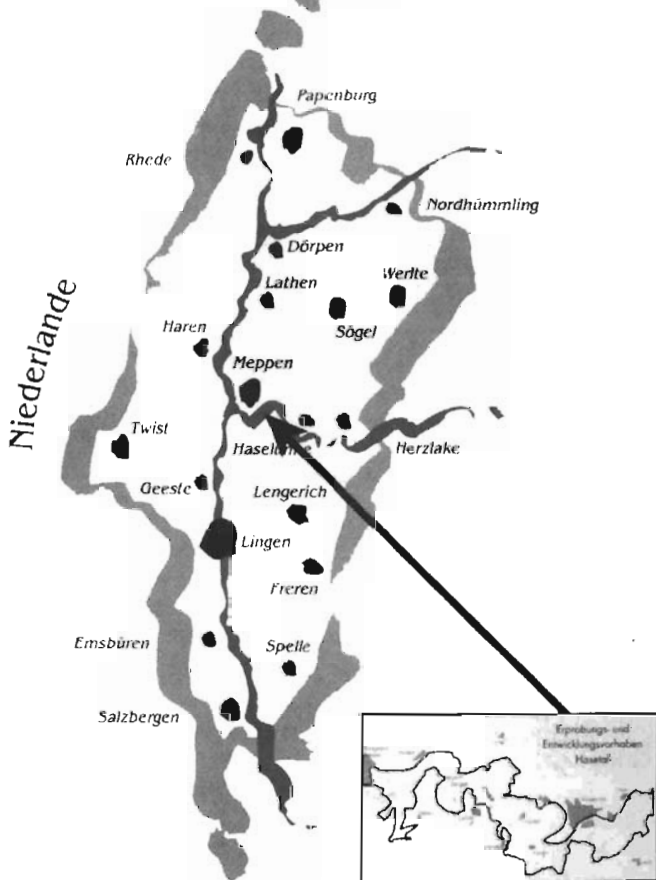 Papenburg
Rhede
Nordhümmling
Dörpen
Werlte
Lathen
Sögel
Haren
Meppen
Niederlande
Twist
Herzlake
Geeste
Lengerich
Lingen
Freren
Emsbüren
Spelle
Salzbergen
Erprobungs- und
Entwicklungsvorhaben
Hasetal